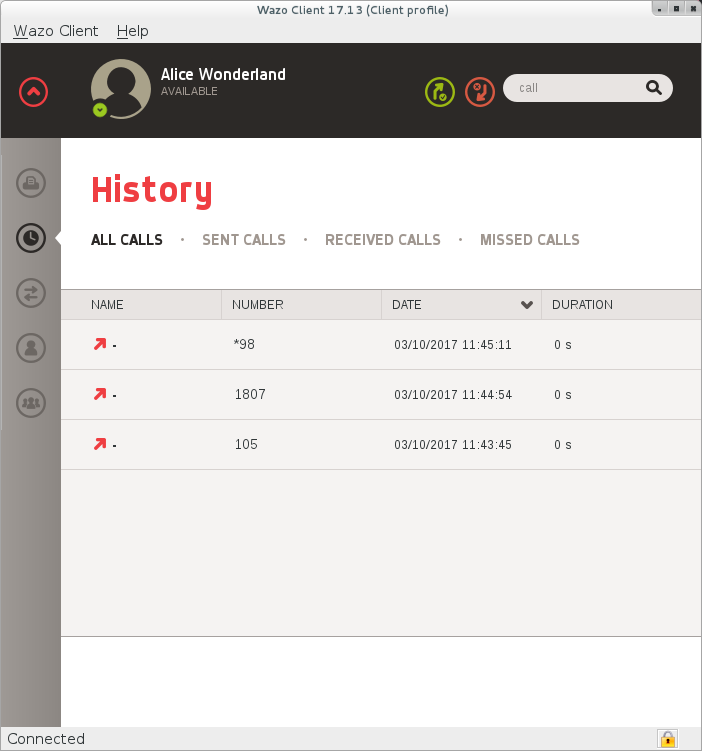 Wazo Client 17.13 (Client profile)
Wazo Client Help
Alice Wonderland
AVAILABLE
call
History
ALL CALLS • SENT CALLS • RECEIVED CALLS • MISSED CALLS
NAME NUMBER DATE DURATION
- *98 03/10/2017 11:45:11 0 s
- 1807 03/10/2017 11:44:54 0 s
- 105 03/10/2017 11:43:45 0 s
Connected